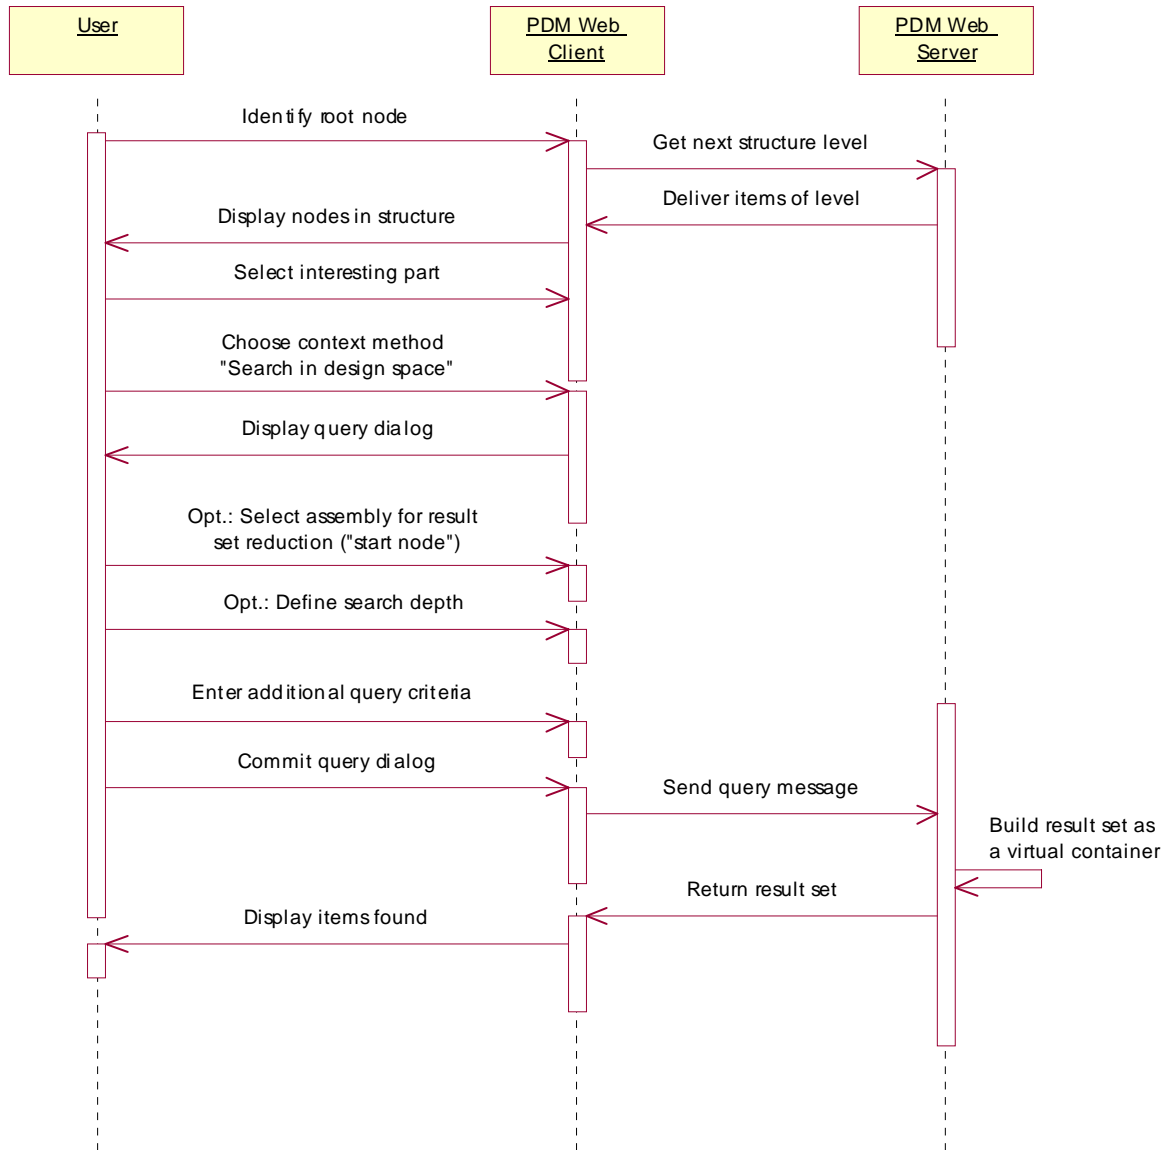 User
PDM Web
Client
PDM Web
Server
Identify root node
Get next structure level
Deliver items of level
Display nodes in structure
Select interesting part
Choose context method
"Search in design space"
Display query dialog
Opt.: Select assembly for result
set reduction ("start node")
Opt.: Define search depth
Enter additional query criteria
Commit query dialog
Send query message
Build result set as
a virtual container
Return result set
Display items found